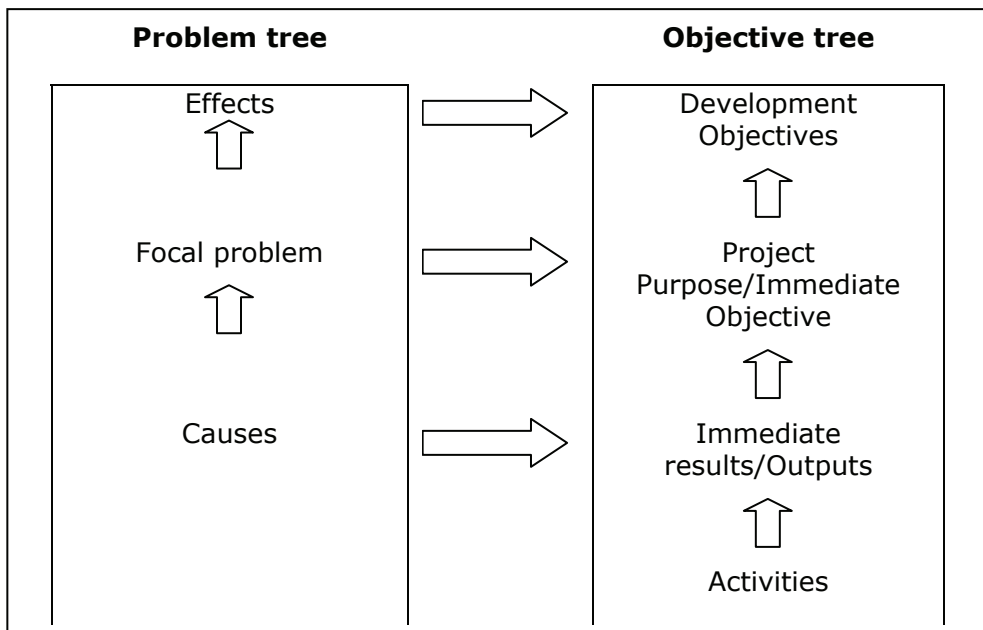 Problem tree
Objective tree
Effects
Development
Objectives
Focal problem
Project
Purpose/Immediate
Objective
Causes
Immediate
results/Outputs
Activities